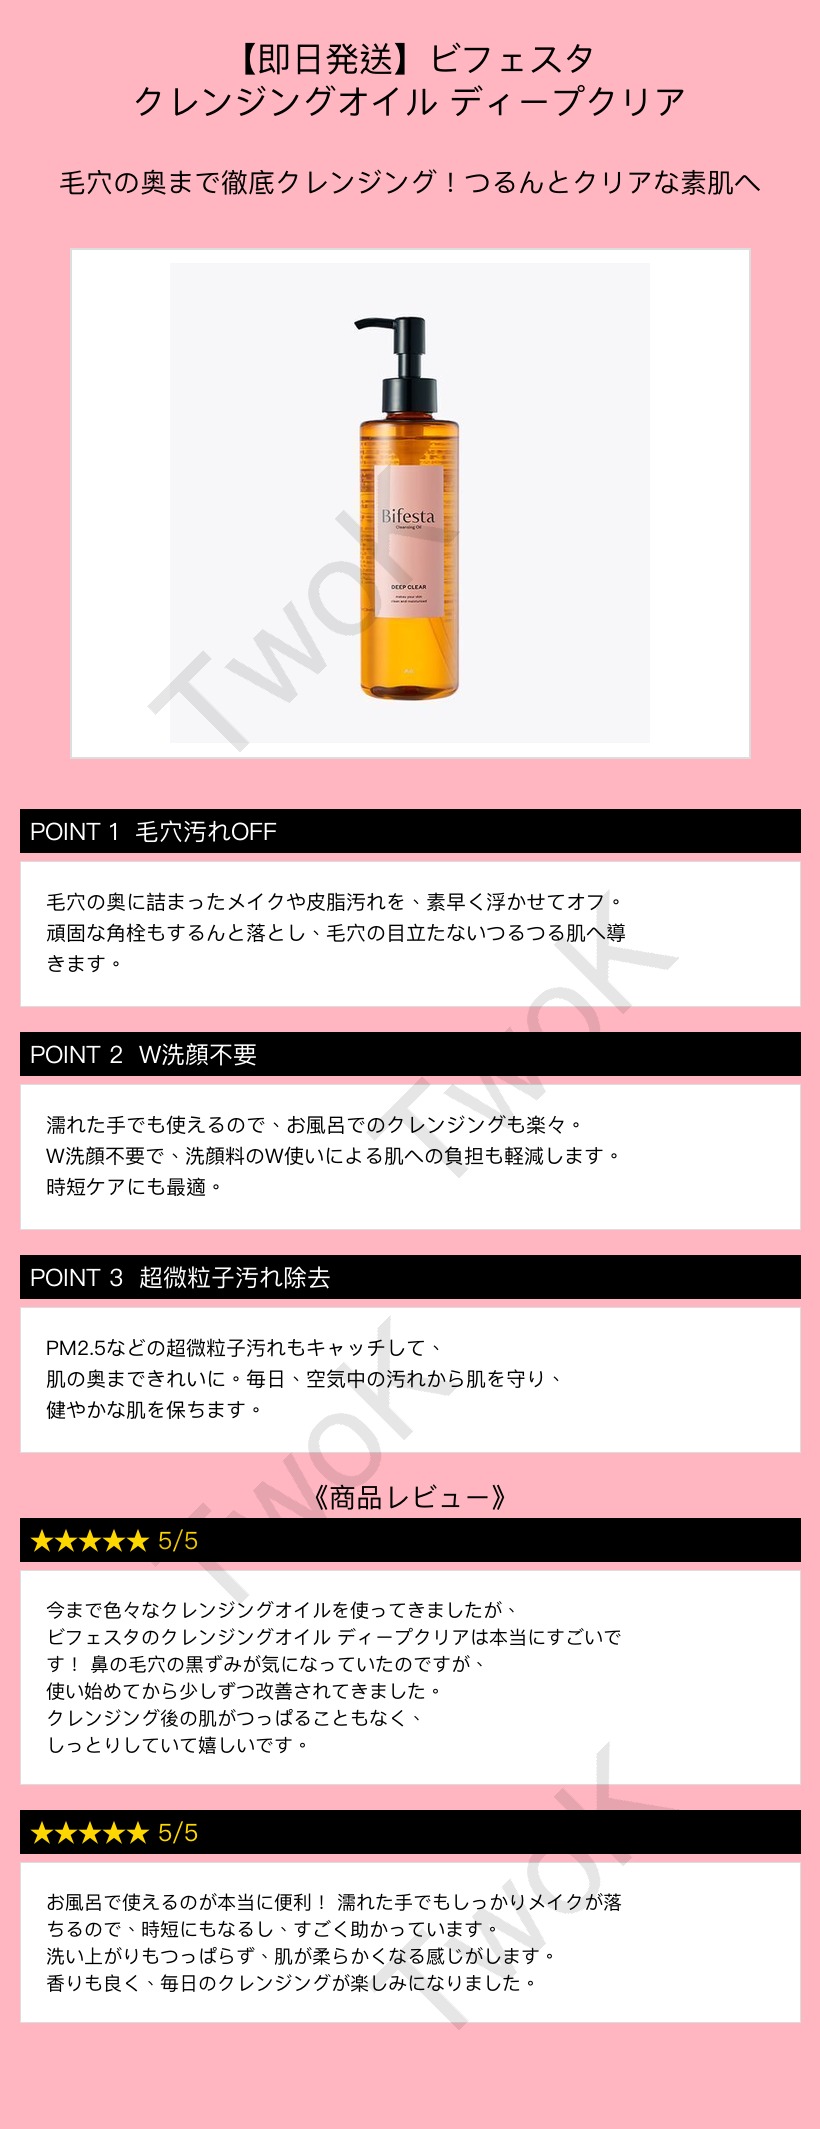 【即日発送】ビフェスタ
クレンジングオイル ディープクリア
毛穴の奥まで徹底クレンジング！つるんとクリアな素肌へ
Bifesta
Cleansing Oil
DEEP CLEAR
makes your skin
clean and moisturized
TwoK
POINT 1 毛穴汚れOFF
毛穴の奥に詰まったメイクや皮脂汚れを、素早く浮かせてオフ。
頑固な角栓もするんと落とし、毛穴の目立たないつるつる肌へ導
きます。
TwoK
POINT 2 W洗顔不要
濡れた手でも使えるので、お風呂でのクレンジングも楽々。
W洗顔不要で、洗顔料のW使いによる肌への負担も軽減します。
時短ケアにも最適。
POINT 3 超微粒子汚れ除去
PM2.5などの超微粒子汚れもキャッチして、
肌の奥まできれいに。毎日、空気中の汚れから肌を守り、
健やかな肌を保ちます。
TwoK
《商品レビュー》
★★★★★ 5/5
今まで色々なクレンジングオイルを使ってきましたが、
ビフェスタのクレンジングオイル ディープクリアは本当にすごいで
す！ 鼻の毛穴の黒ずみが気になっていたのですが、
使い始めてから少しずつ改善されてきました。
クレンジング後の肌がつっぱることもなく、
しっとりしていて嬉しいです。
★★★★★ 5/5
お風呂で使えるのが本当に便利！ 濡れた手でもしっかりメイクが落
ちるので、時短にもなるし、すごく助かっています。
洗い上がりもつっぱらず、肌が柔らかくなる感じがします。
香りも良く、毎日のクレンジングが楽しみになりました。
TwoK